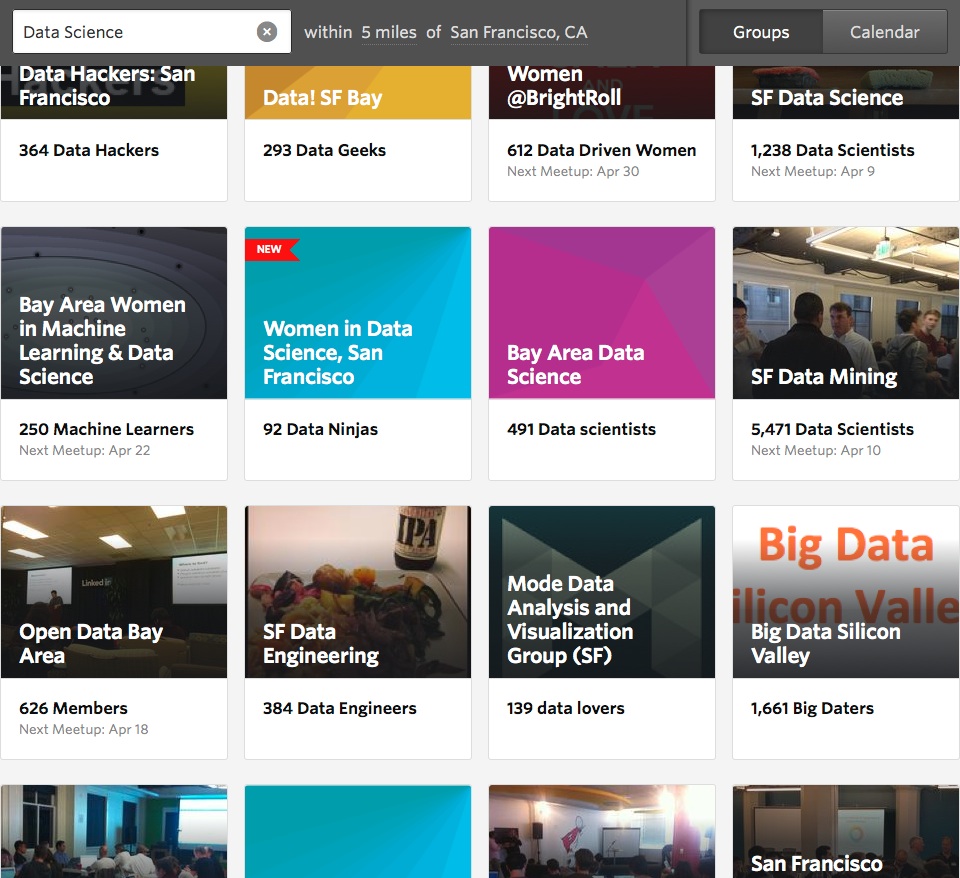 Data Science
within 5 miles of San Francisco, CA
Groups
Calendar
Data Hackers: San
Francisco
364 Data Hackers
Data! SF Bay
293 Data Geeks
Women
@BrightRoll
612 Data Driven Women
Next Meetup: Apr 30
SF Data Science
1,238 Data Scientists
Next Meetup: Apr 9
Bay Area Women
in Machine
Learning & Data
Science
250 Machine Learners
Next Meetup: Apr 22
NEW
Women in Data
Science, San
Francisco
92 Data Ninjas
Bay Area Data
Science
491 Data scientists
SF Data Mining
5,471 Data Scientists
Next Meetup: Apr 10
Linked in
Open Data Bay
Area
626 Members
Next Meetup: Apr 18
IPA
SF Data
Engineering
384 Data Engineers
Mode Data
Analysis and
Visualization
Group (SF)
139 data lovers
Big Data
ilicon Valle
Big Data Silicon
Valley
1,661 Big Daters
San Francisco